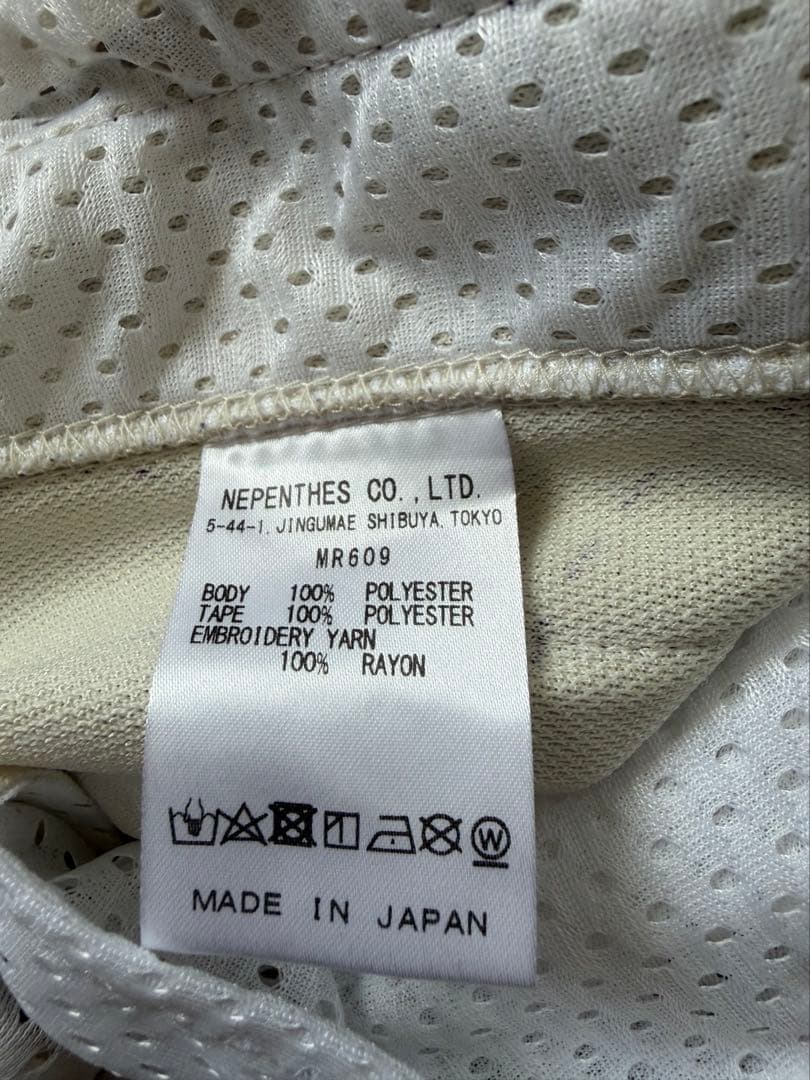 NEPENTHES CO.,LTD.
5-44-1, JINGUMAE SHIBUYA, TOKYO
MR609
BODY 100% POLYESTER
TAPE 100% POLYESTER
EMBROIDERY YARN
100% RAYON
W
MADE IN JAPAN